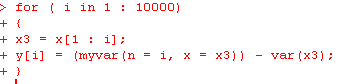 > for ( i in 1 : 10000)
+ {
+ x3 = x[1 : i];
+ y[i] = (myvar(n = i, x = x3)) - var(x3);
+ }